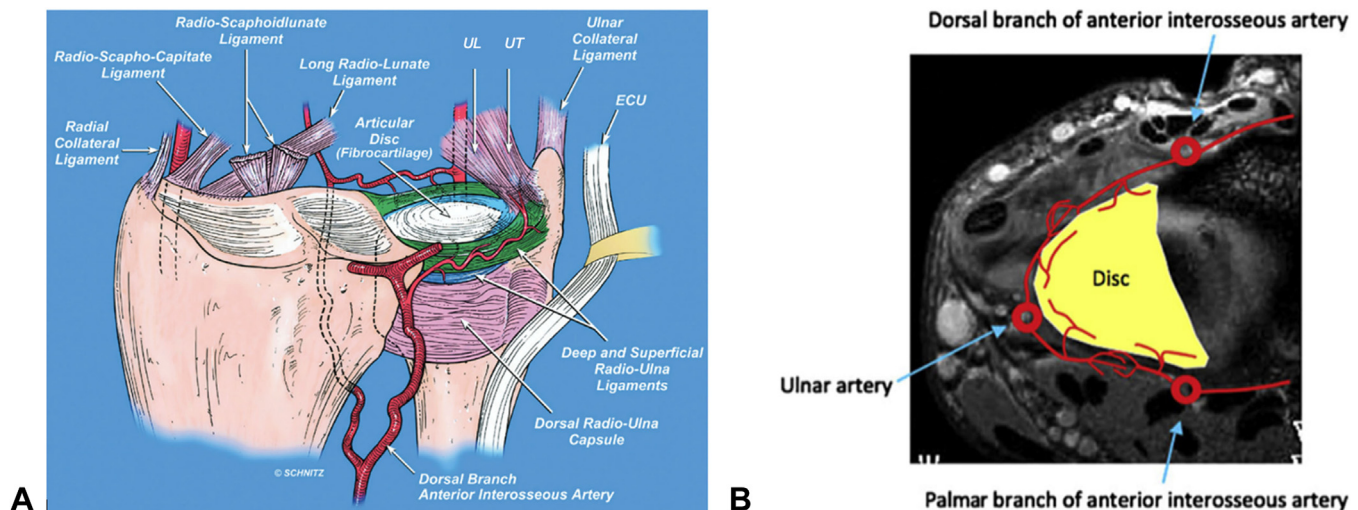 Radio-Scaphoidlunate
Ligament
Radio-Scapho-Capitate
Ligament
Long Radio-Lunate
Ligament
Radial
Collateral
Ligament
Articular
Disc
(Fibrocartilage)
UL
UT
Ulnar
Collateral
Ligament
ECU
Deep and Superficial
Radio-Ulna
Ligaments
Dorsal Radio-Ulna
Capsule
Dorsal Branch
Anterior Interosseous Artery
© SCHNITZ
A
Dorsal branch of anterior interosseous artery
Disc
Ulnar artery
Palmar branch of anterior interosseous artery
B